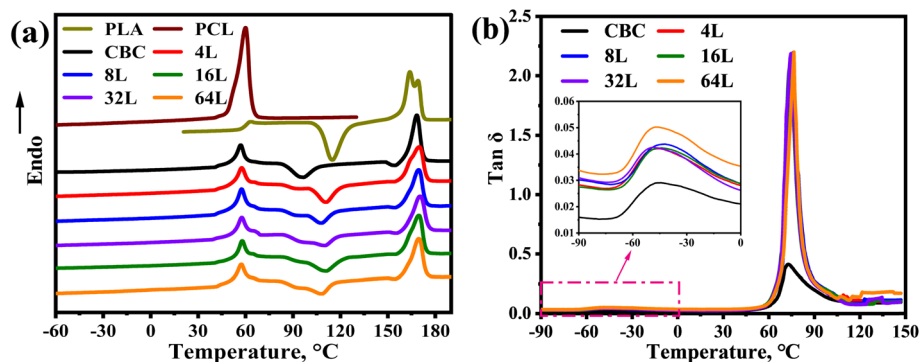 (a)
PLA PCL
CBC 4L
8L 16L
32L 64L
Endo
-60 -30 0 30 60 90 120 150 180
Temperature, °C
(b)
CBC 4L
8L 16L
32L 64L
Tan δ
2.5
2.0
1.5
1.0
0.5
0.0
0.06
0.05
0.04
0.03
0.02
0.01
-90 -60 -30 0
-90 -60 -30 0 30 60 90 120 150
Temperature, °C